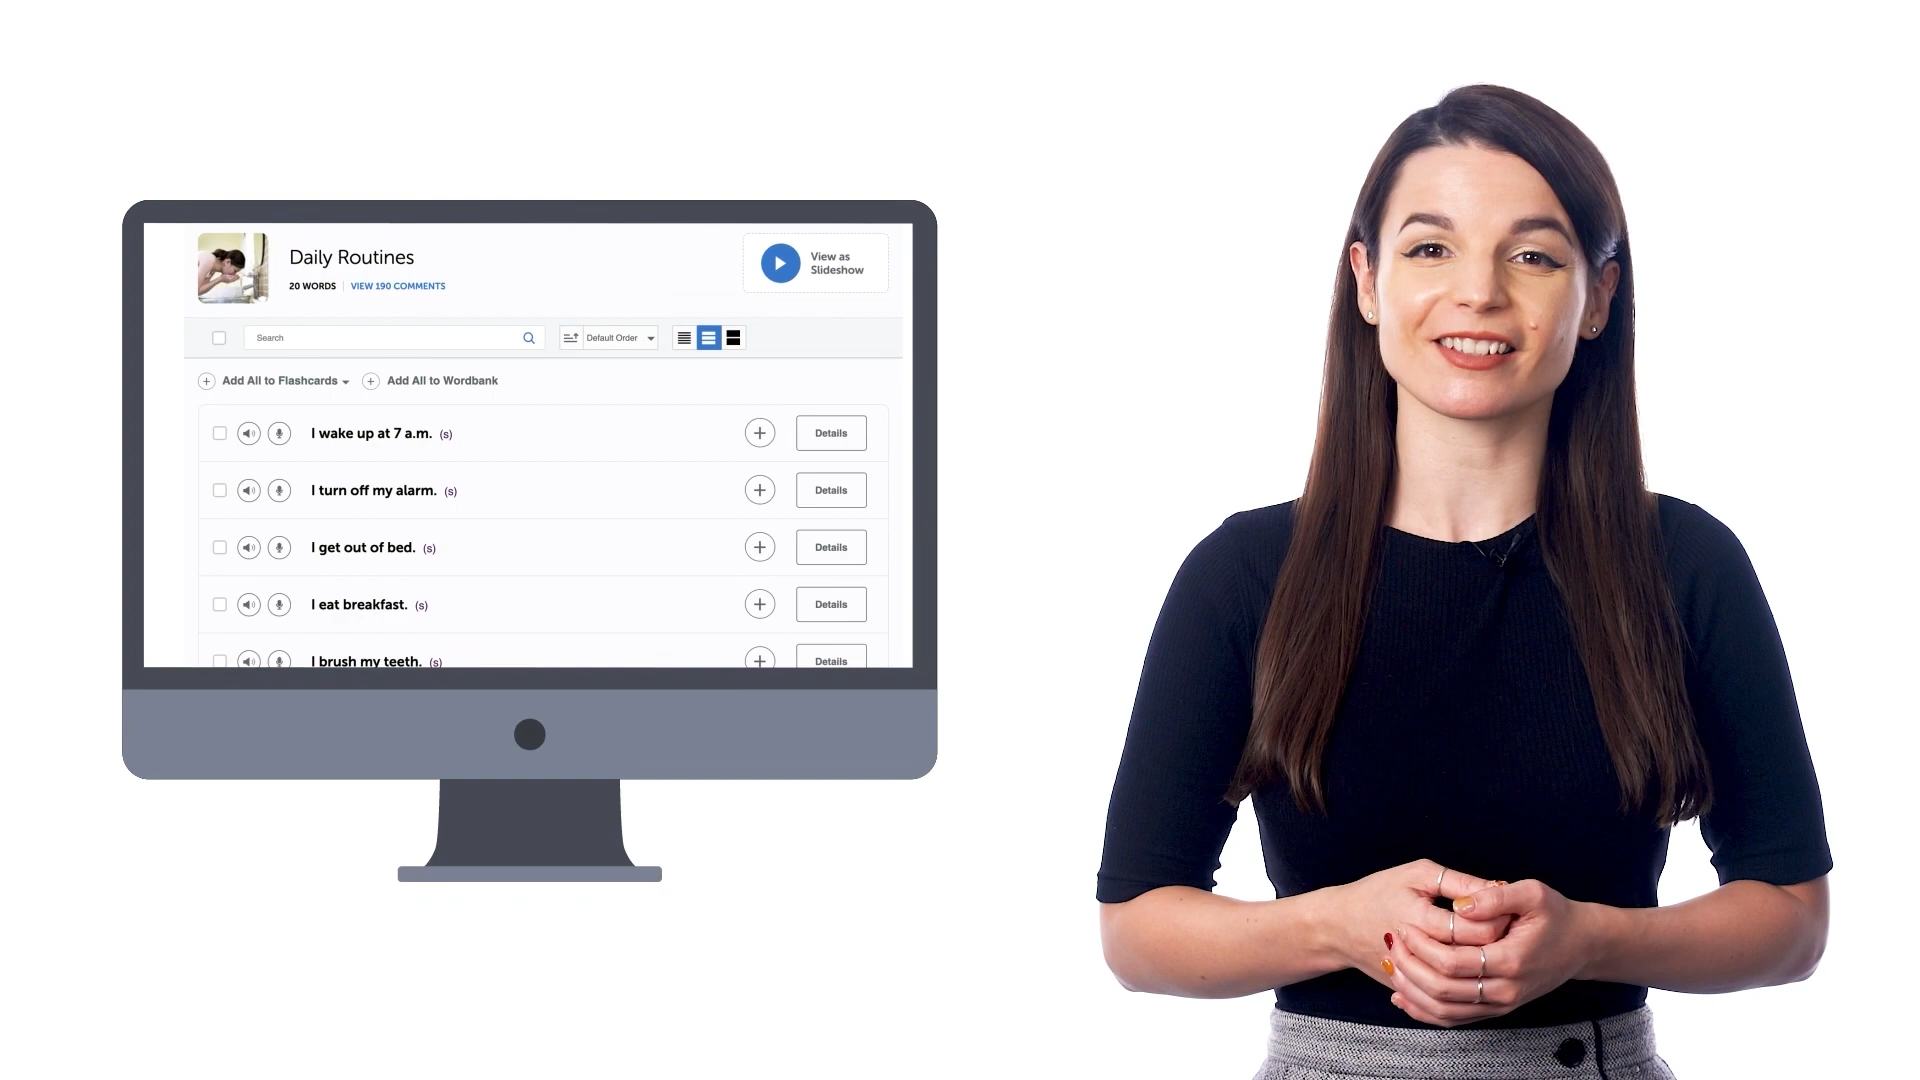 Daily Routines
20 WORDS VIEW 190 COMMENTS
View as
Slideshow
Search
Default Order
Add All to Flashcards
Add All to Wordbank
I wake up at 7 a.m. (s)
Details
I turn off my alarm. (s)
Details
I get out of bed. (s)
Details
I eat breakfast. (s)
Details
I brush my teeth. (s)
Details